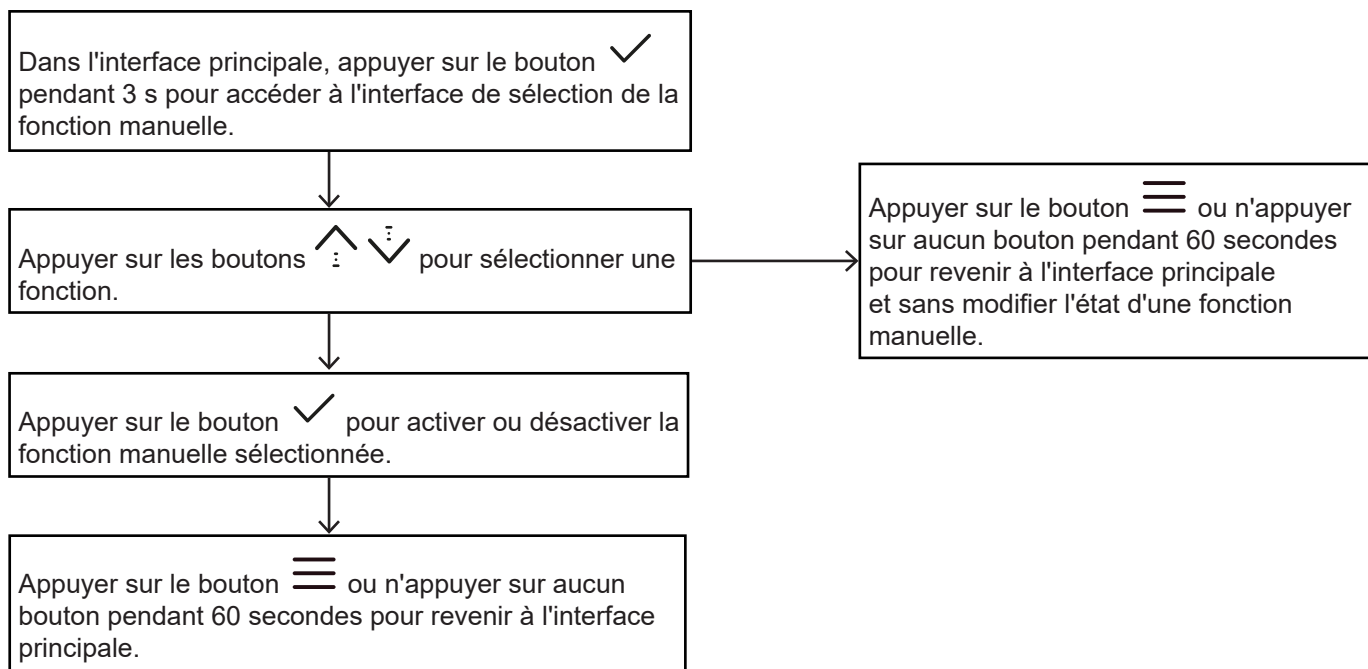 Dans l'interface principale, appuyer sur le bouton
pendant 3 s pour accéder à l'interface de sélection de la
fonction manuelle.
Appuyer sur les boutons pour sélectionner une
fonction.
Appuyer sur le bouton ou n'appuyer
sur aucun bouton pendant 60 secondes
pour revenir à l'interface principale
et sans modifier l'état d'une fonction
manuelle.
Appuyer sur le bouton pour activer ou désactiver la
fonction manuelle sélectionnée.
Appuyer sur le bouton ou n'appuyer sur aucun
bouton pendant 60 secondes pour revenir à l'interface
principale.